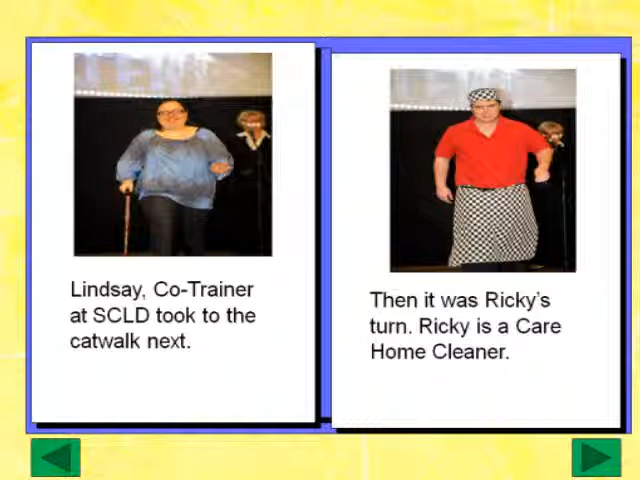 Lindsay, Co-Trainer
at SCLD took to the
catwalk next.
Then it was Ricky's
turn. Ricky is a Care
Home Cleaner.